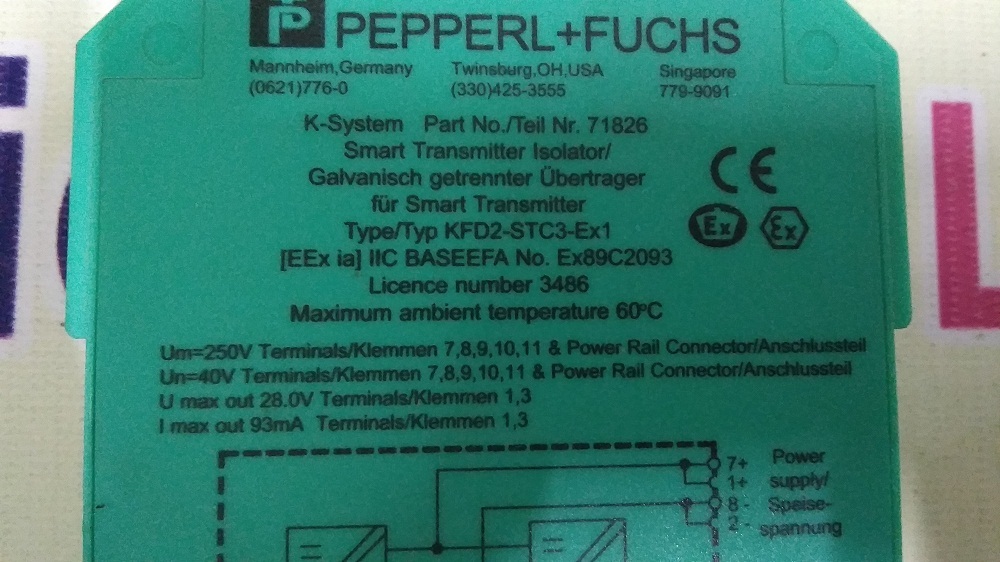 PEPPERL+FUCHS
Mannheim,Germany Twinsburg,OH,USA Singapore
(0621)776-0 (330)425-3555 779-9091
K-System Part No./Teil Nr. 71826
Smart Transmitter Isolator/
Galvanisch getrennter Übertrager
für Smart Transmitter
Type/Typ KFD2-STC3-Ex1
[EEx ia] IIC BASEEFA No. Ex89C2093
Licence number 3486
Maximum ambient temperature 60ºC
CE
Ex Ex
Um=250V Terminals/Klemmen 7,8,9,10,11 & Power Rail Connector/Anschlussteil
Un=40V Terminals/Klemmen 7,8,9,10,11 & Power Rail Connector/Anschlussteil
U max out 28.0V Terminals/Klemmen 1,3
I max out 93mA Terminals/Klemmen 1,3
7+ Power
1+ supply/
8 - Speise-
2 - spannung